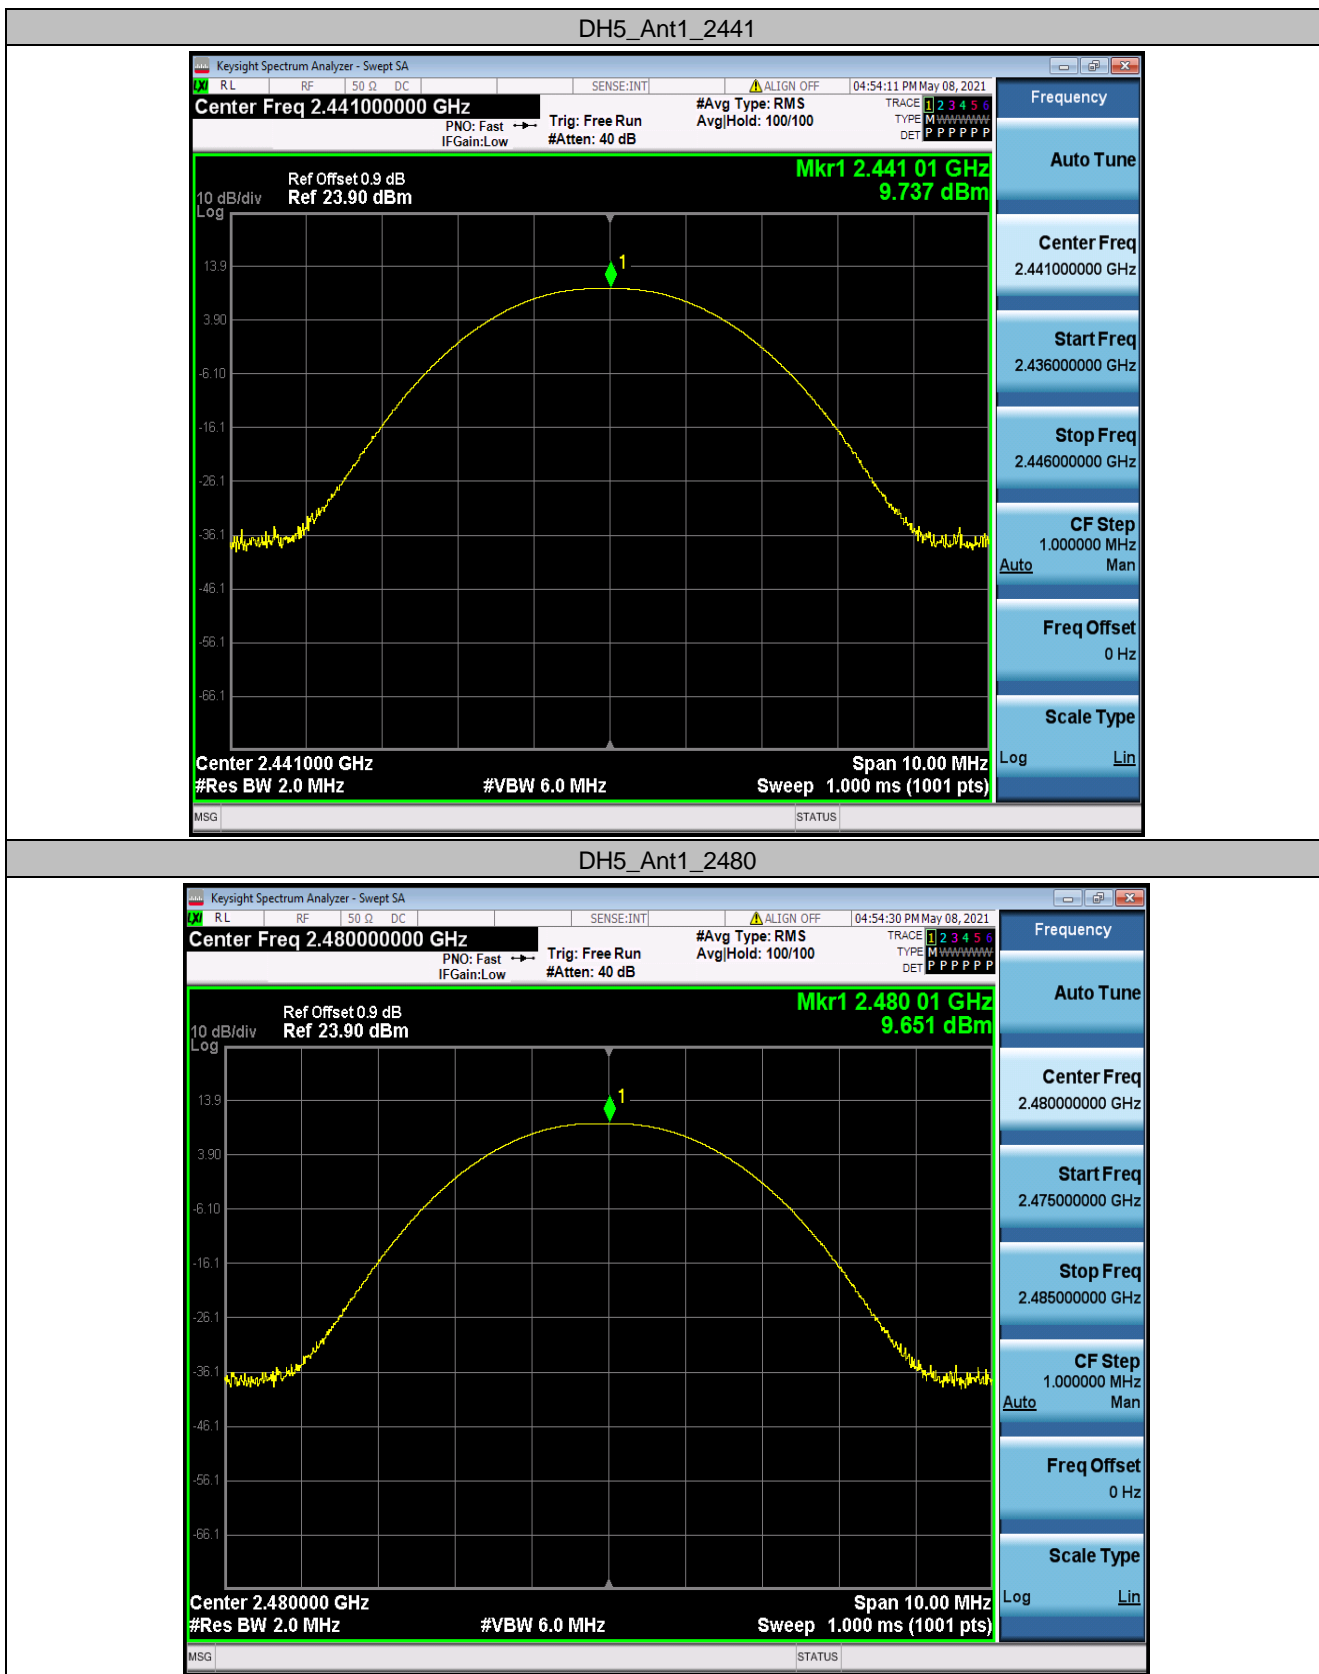 DH5_Ant1_2441
Keysight Spectrum Analyzer - Swept SA
LXI RL RF 50 Ω DC SENSE:INT ALIGN OFF 04:54:11 PM May 08, 2021
Center Freq 2.441000000 GHz
PNO: Fast
IFGain:Low
Trig: Free Run
#Atten: 40 dB
#Avg Type: RMS
Avg|Hold: 100/100
TRACE 1 2 3 4 5 6
TYPE M W W W W W
DET P P P P P P
Frequency
Mkr1 2.441 01 GHz
9.737 dBm
Ref Offset 0.9 dB
10 dB/div Ref 23.90 dBm
Log
13.9
3.90
-6.10
-16.1
-26.1
-36.1
-46.1
-56.1
-66.1
1
Center 2.441000 GHz Span 10.00 MHz
#Res BW 2.0 MHz #VBW 6.0 MHz Sweep 1.000 ms (1001 pts)
MSG STATUS
Auto Tune
Center Freq
2.441000000 GHz
Start Freq
2.436000000 GHz
Stop Freq
2.446000000 GHz
CF Step
1.000000 MHz
Auto Man
Freq Offset
0 Hz
Scale Type
Log Lin
DH5_Ant1_2480
Keysight Spectrum Analyzer - Swept SA
LXI RL RF 50 Ω DC SENSE:INT ALIGN OFF 04:54:30 PM May 08, 2021
Center Freq 2.480000000 GHz
PNO: Fast
IFGain:Low
Trig: Free Run
#Atten: 40 dB
#Avg Type: RMS
Avg|Hold: 100/100
TRACE 1 2 3 4 5 6
TYPE M W W W W W
DET P P P P P P
Frequency
Mkr1 2.480 01 GHz
9.651 dBm
Ref Offset 0.9 dB
10 dB/div Ref 23.90 dBm
Log
13.9
3.90
-6.10
-16.1
-26.1
-36.1
-46.1
-56.1
-66.1
1
Center 2.480000 GHz Span 10.00 MHz
#Res BW 2.0 MHz #VBW 6.0 MHz Sweep 1.000 ms (1001 pts)
MSG STATUS
Auto Tune
Center Freq
2.480000000 GHz
Start Freq
2.475000000 GHz
Stop Freq
2.485000000 GHz
CF Step
1.000000 MHz
Auto Man
Freq Offset
0 Hz
Scale Type
Log Lin